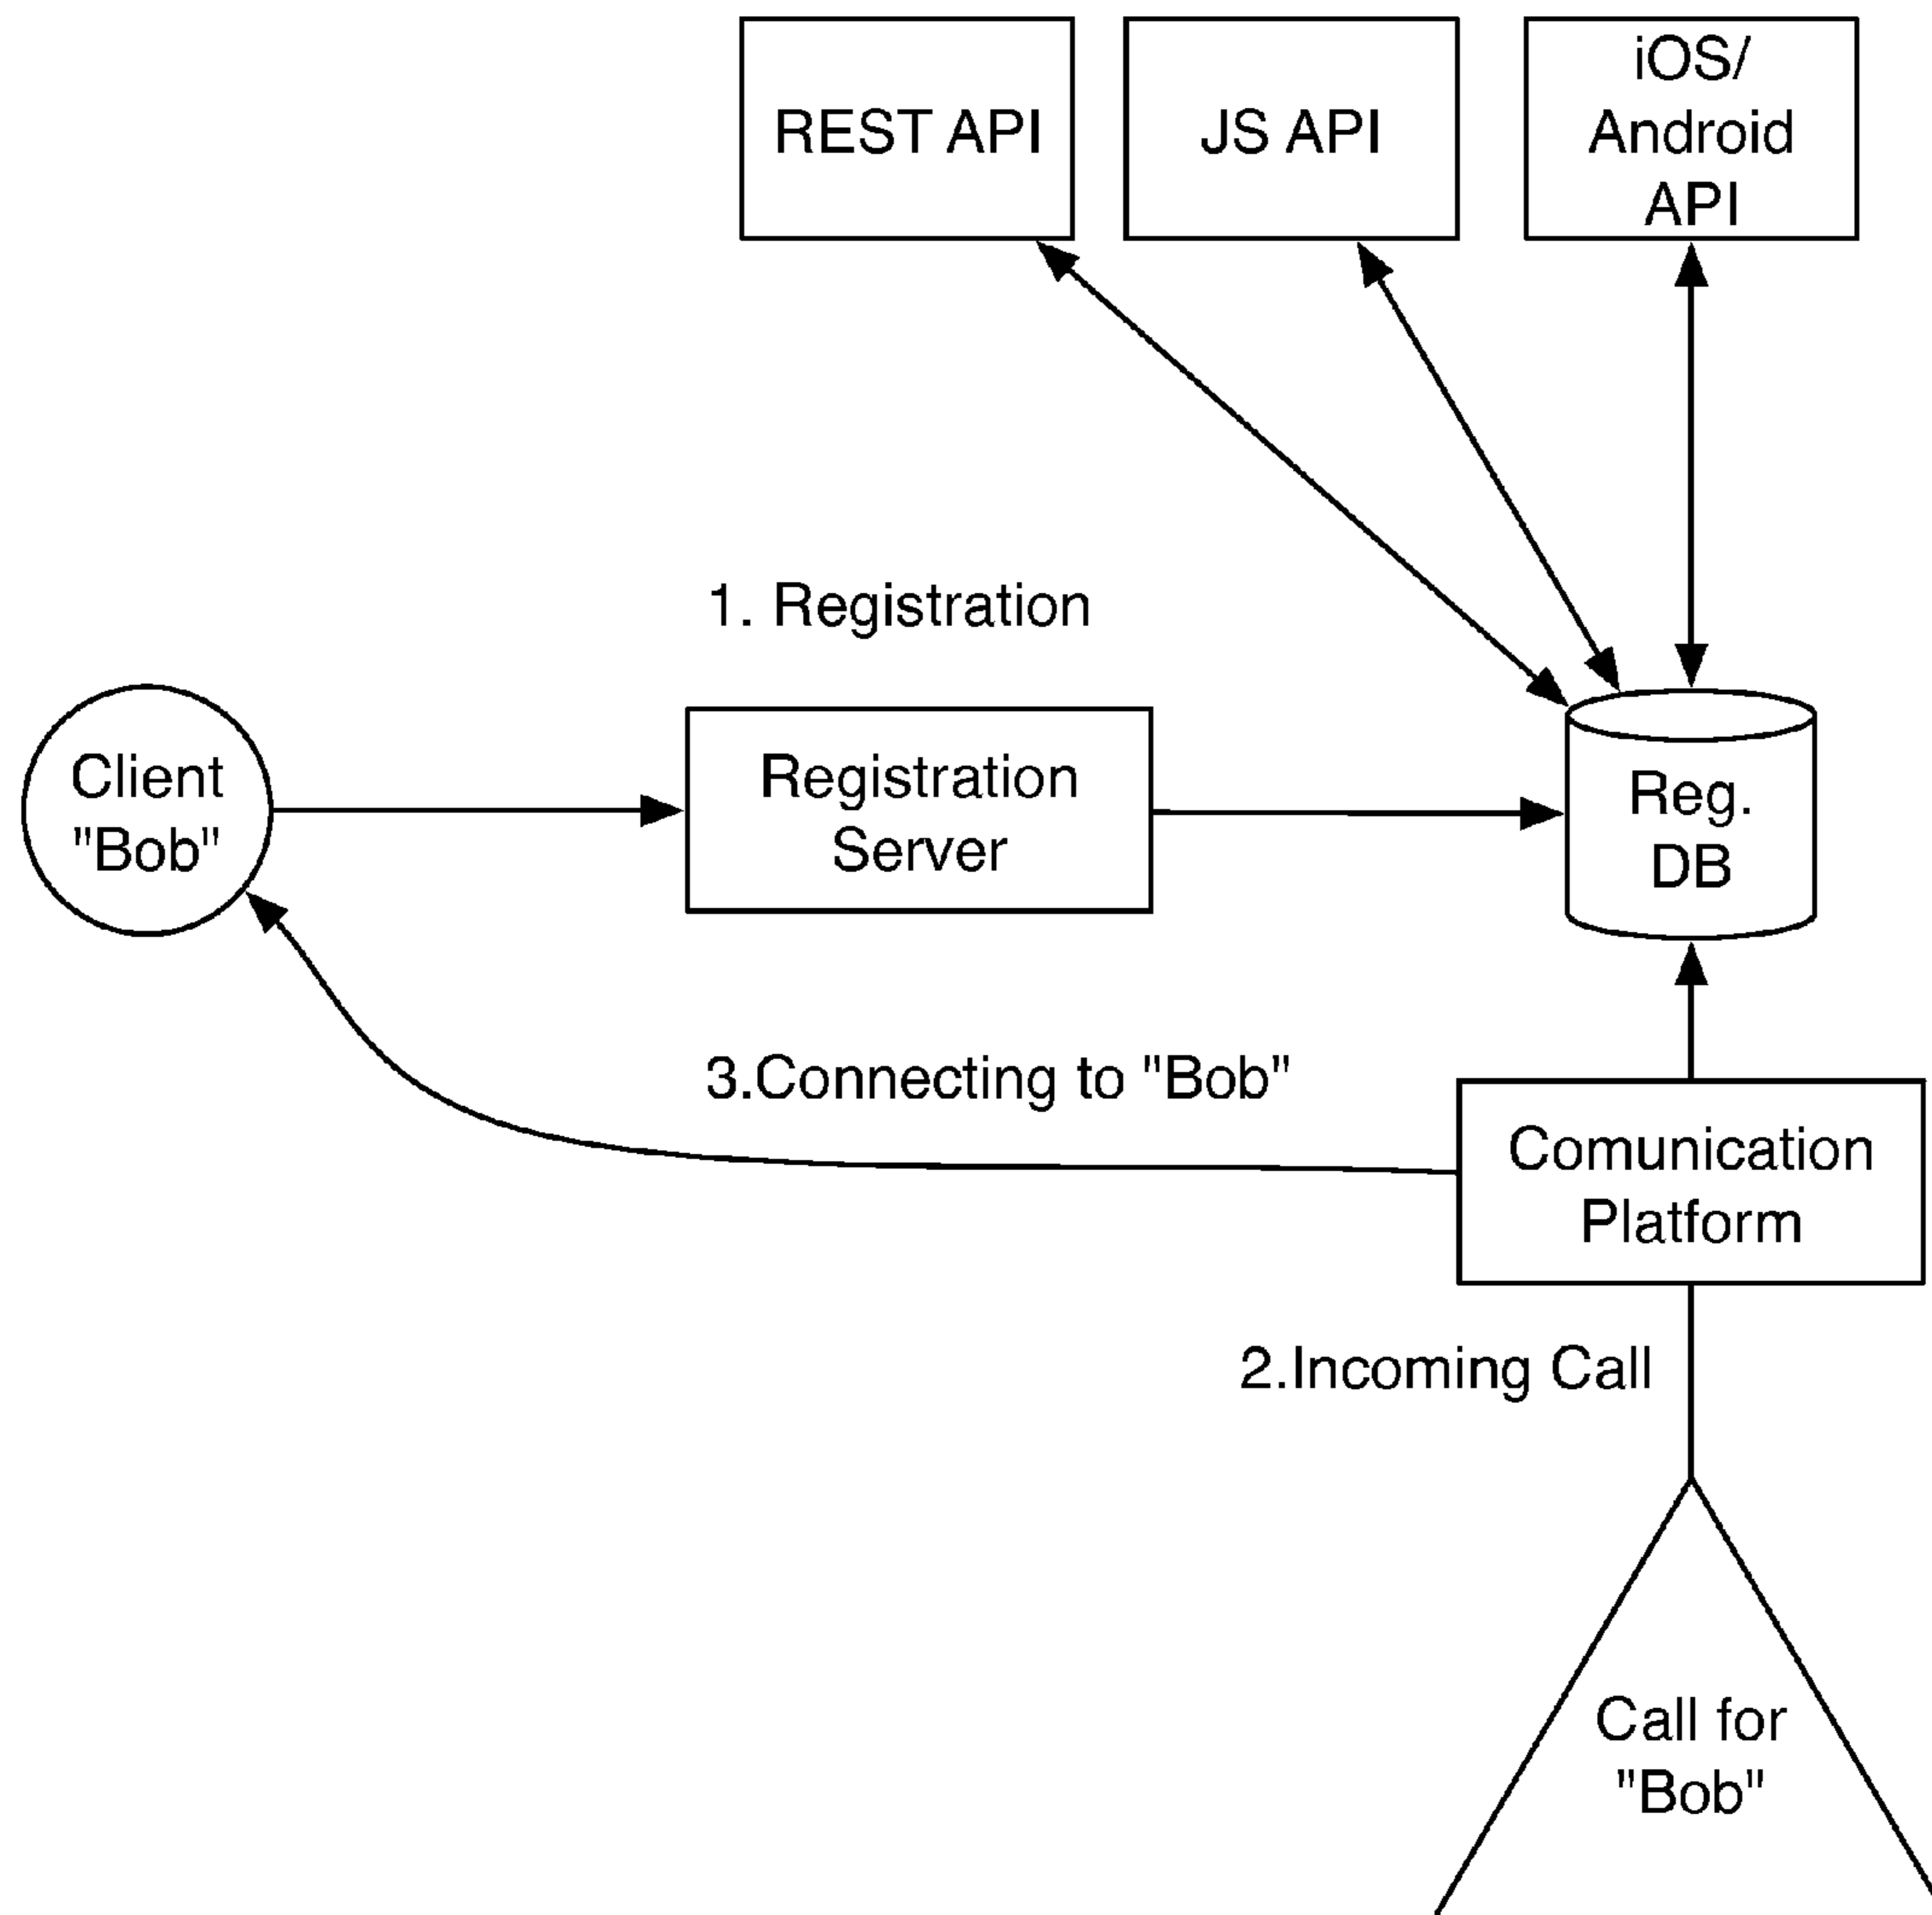 REST API
JS API
iOS/
Android
API
1. Registration
Client
"Bob"
Registration
Server
Reg.
DB
3.Connecting to "Bob"
Comunication
Platform
2.Incoming Call
Call for
"Bob"